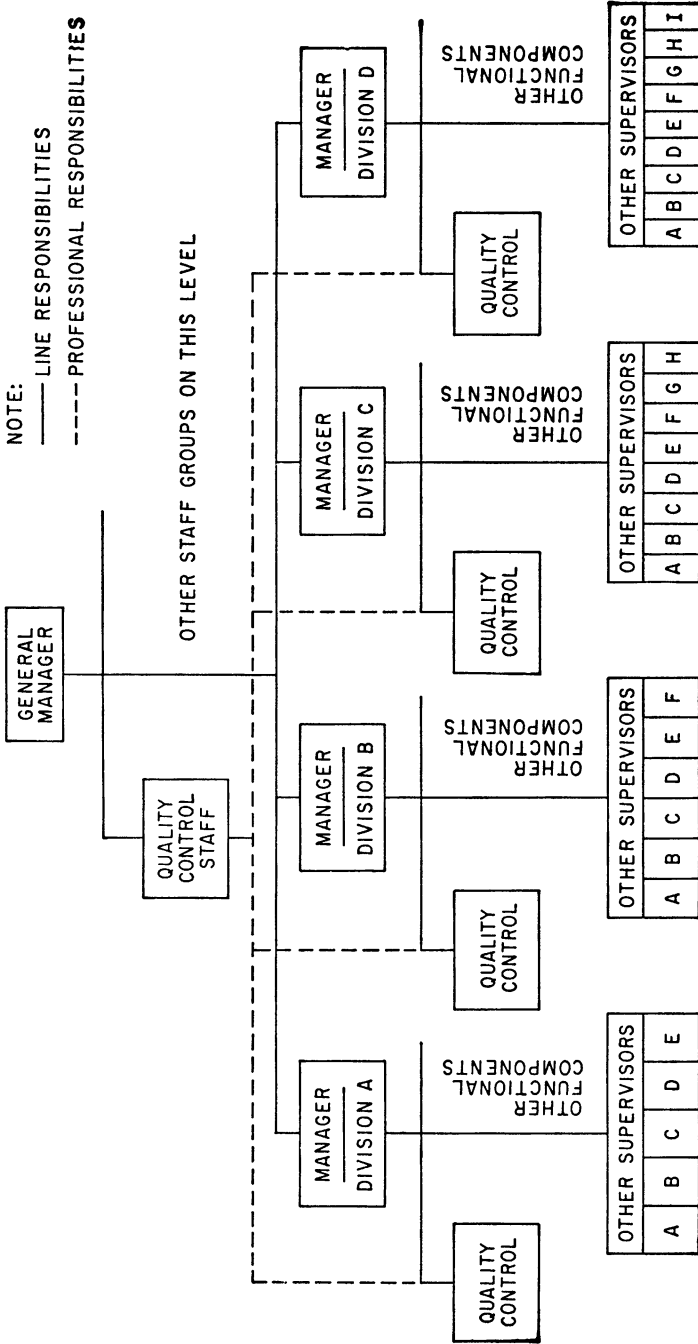 NOTE:
LINE RESPONSIBILITIES
PROFESSIONAL RESPONSIBILITIES
GENERAL
MANAGER
QUALITY
CONTROL
STAFF
OTHER STAFF GROUPS ON THIS LEVEL
MANAGER
DIVISION A
MANAGER
DIVISION B
MANAGER
DIVISION C
MANAGER
DIVISION D
QUALITY
CONTROL
OTHER
FUNCTIONAL
COMPONENTS
QUALITY
CONTROL
OTHER
FUNCTIONAL
COMPONENTS
QUALITY
CONTROL
OTHER
FUNCTIONAL
COMPONENTS
QUALITY
CONTROL
OTHER
FUNCTIONAL
COMPONENTS
OTHER SUPERVISORS
A B C D E
OTHER SUPERVISORS
A B C D E F
OTHER SUPERVISORS
A B C D E F G H
OTHER SUPERVISORS
A B C D E F G H I